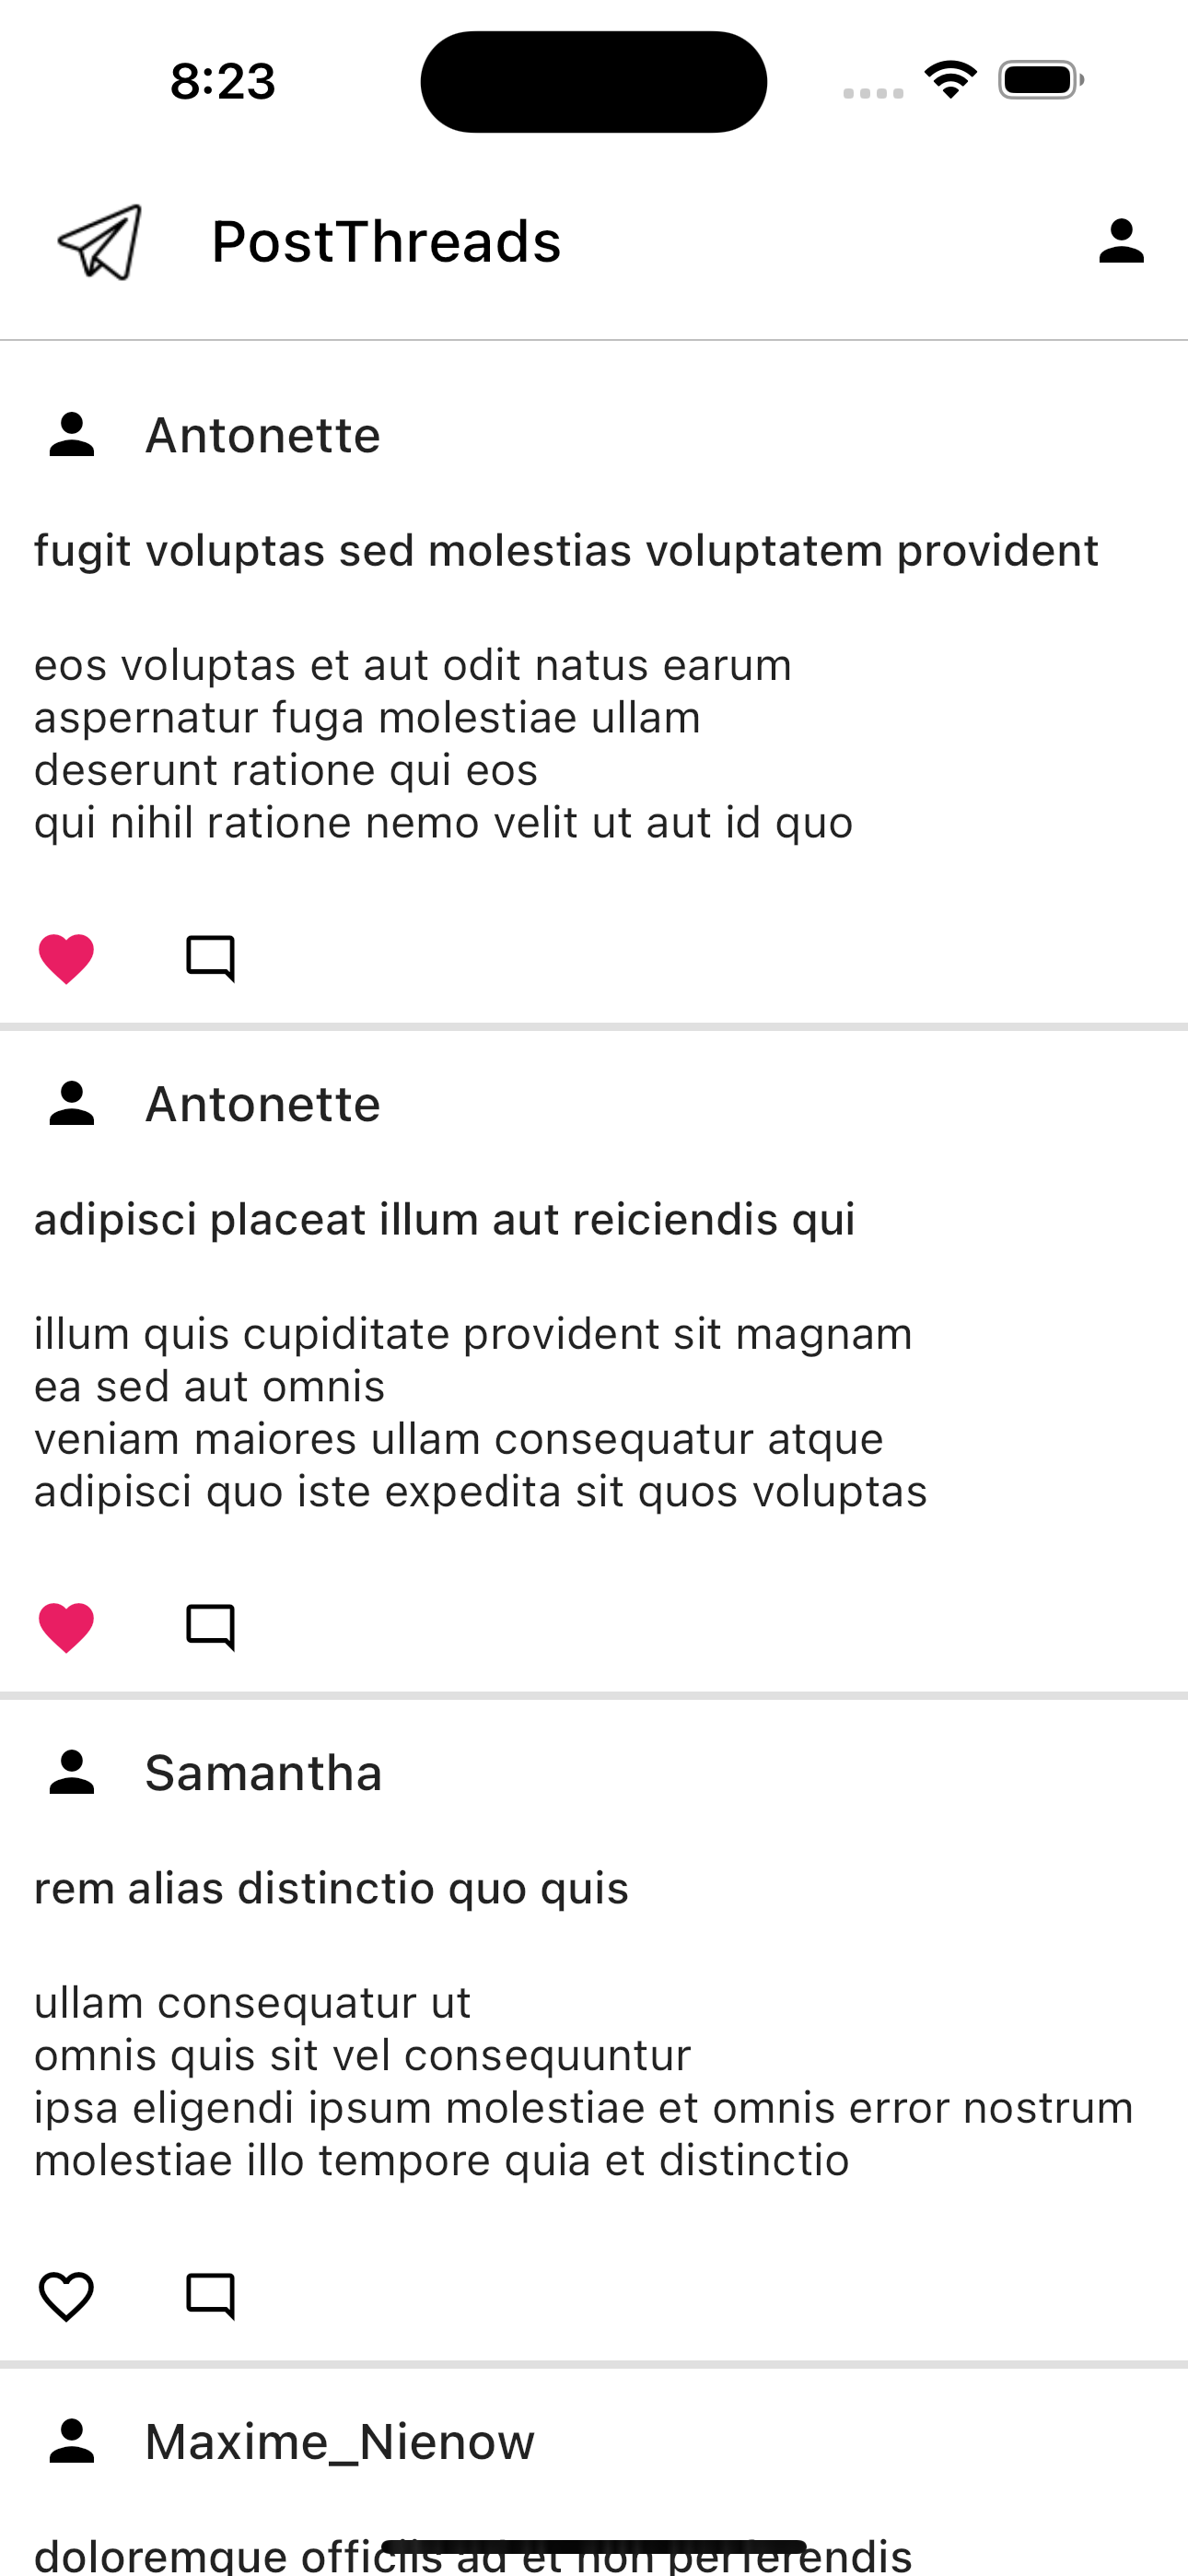 8:23
PostThreads
Antonette
fugit voluptas sed molestias voluptatem provident
eos voluptas et aut odit natus earum
aspernatur fuga molestiae ullam
deserunt ratione qui eos
qui nihil ratione nemo velit ut aut id quo
Antonette
adipisci placeat illum aut reiciendis qui
illum quis cupiditate provident sit magnam
ea sed aut omnis
veniam maiores ullam consequatur atque
adipisci quo iste expedita sit quos voluptas
Samantha
rem alias distinctio quo quis
ullam consequatur ut
omnis quis sit vel consequuntur
ipsa eligendi ipsum molestiae et omnis error nostrum
molestiae illo tempore quia et distinctio
Maxime_Nienow
doloremque officiis ad et non perferendis